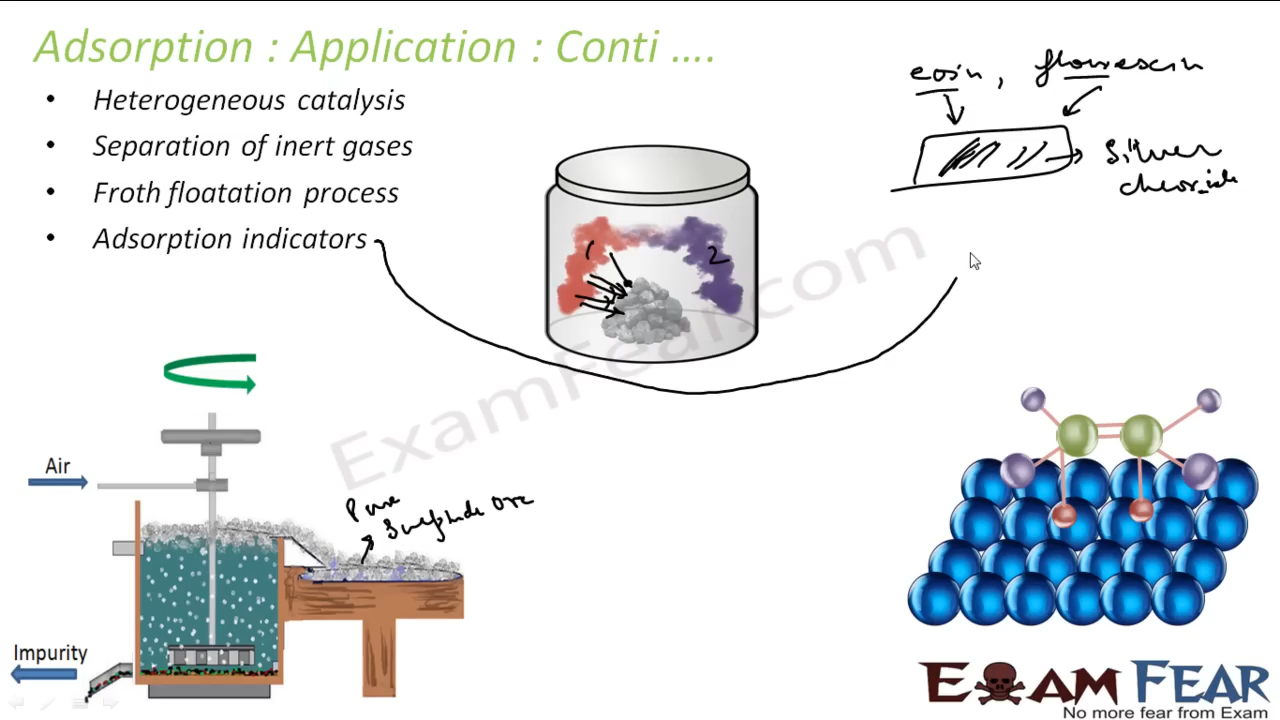 Adsorption : Application : Conti ....
• Heterogeneous catalysis
• Separation of inert gases
• Froth floatation process
• Adsorption indicators
eosin, flourescin
Silver
chloride
1 2
ExamFear.com
Air
Pure
Sulphide Ore
Impurity
EXAM FEAR
No more fear from Exam